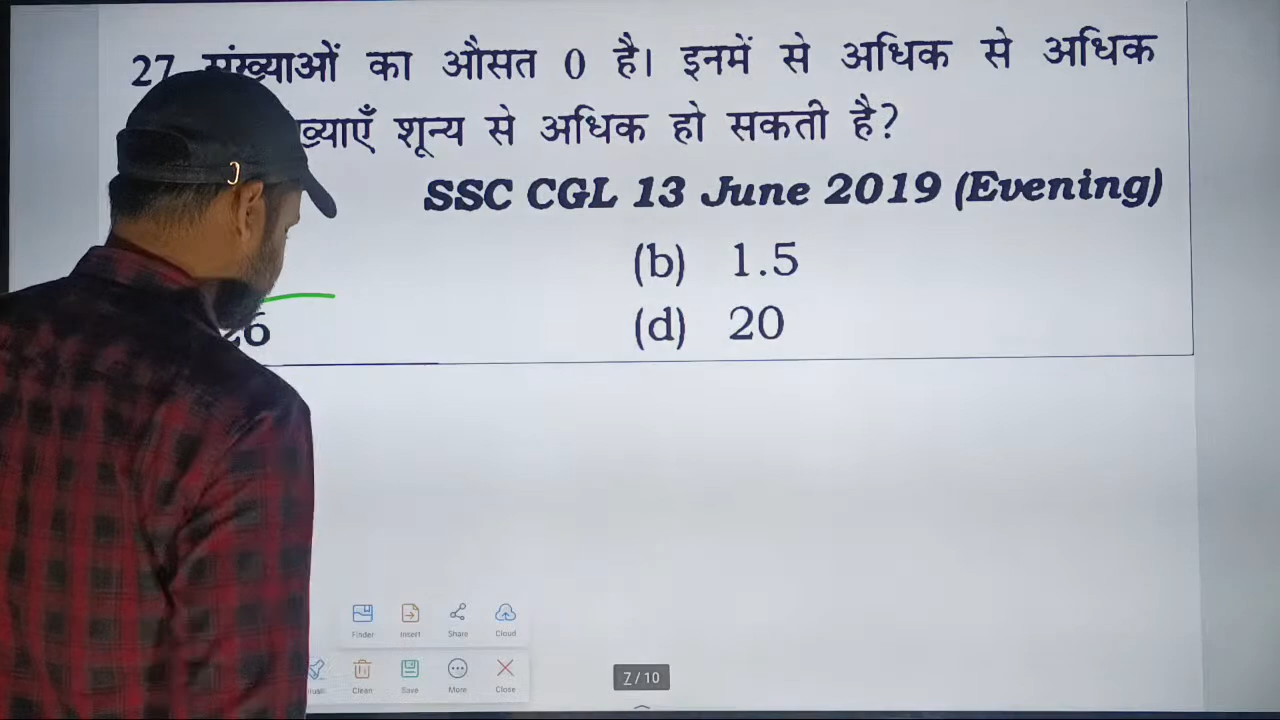 27 संख्याओं का औसत 0 है। इनमें से अधिक से अधिक
शून्य से अधिक हो सकती है?
SSC CGL 13 June 2019 (Evening)
(b) 1.5
26
(d) 20
Finder Insert Share Cloud
Clean Save More Close
7/10